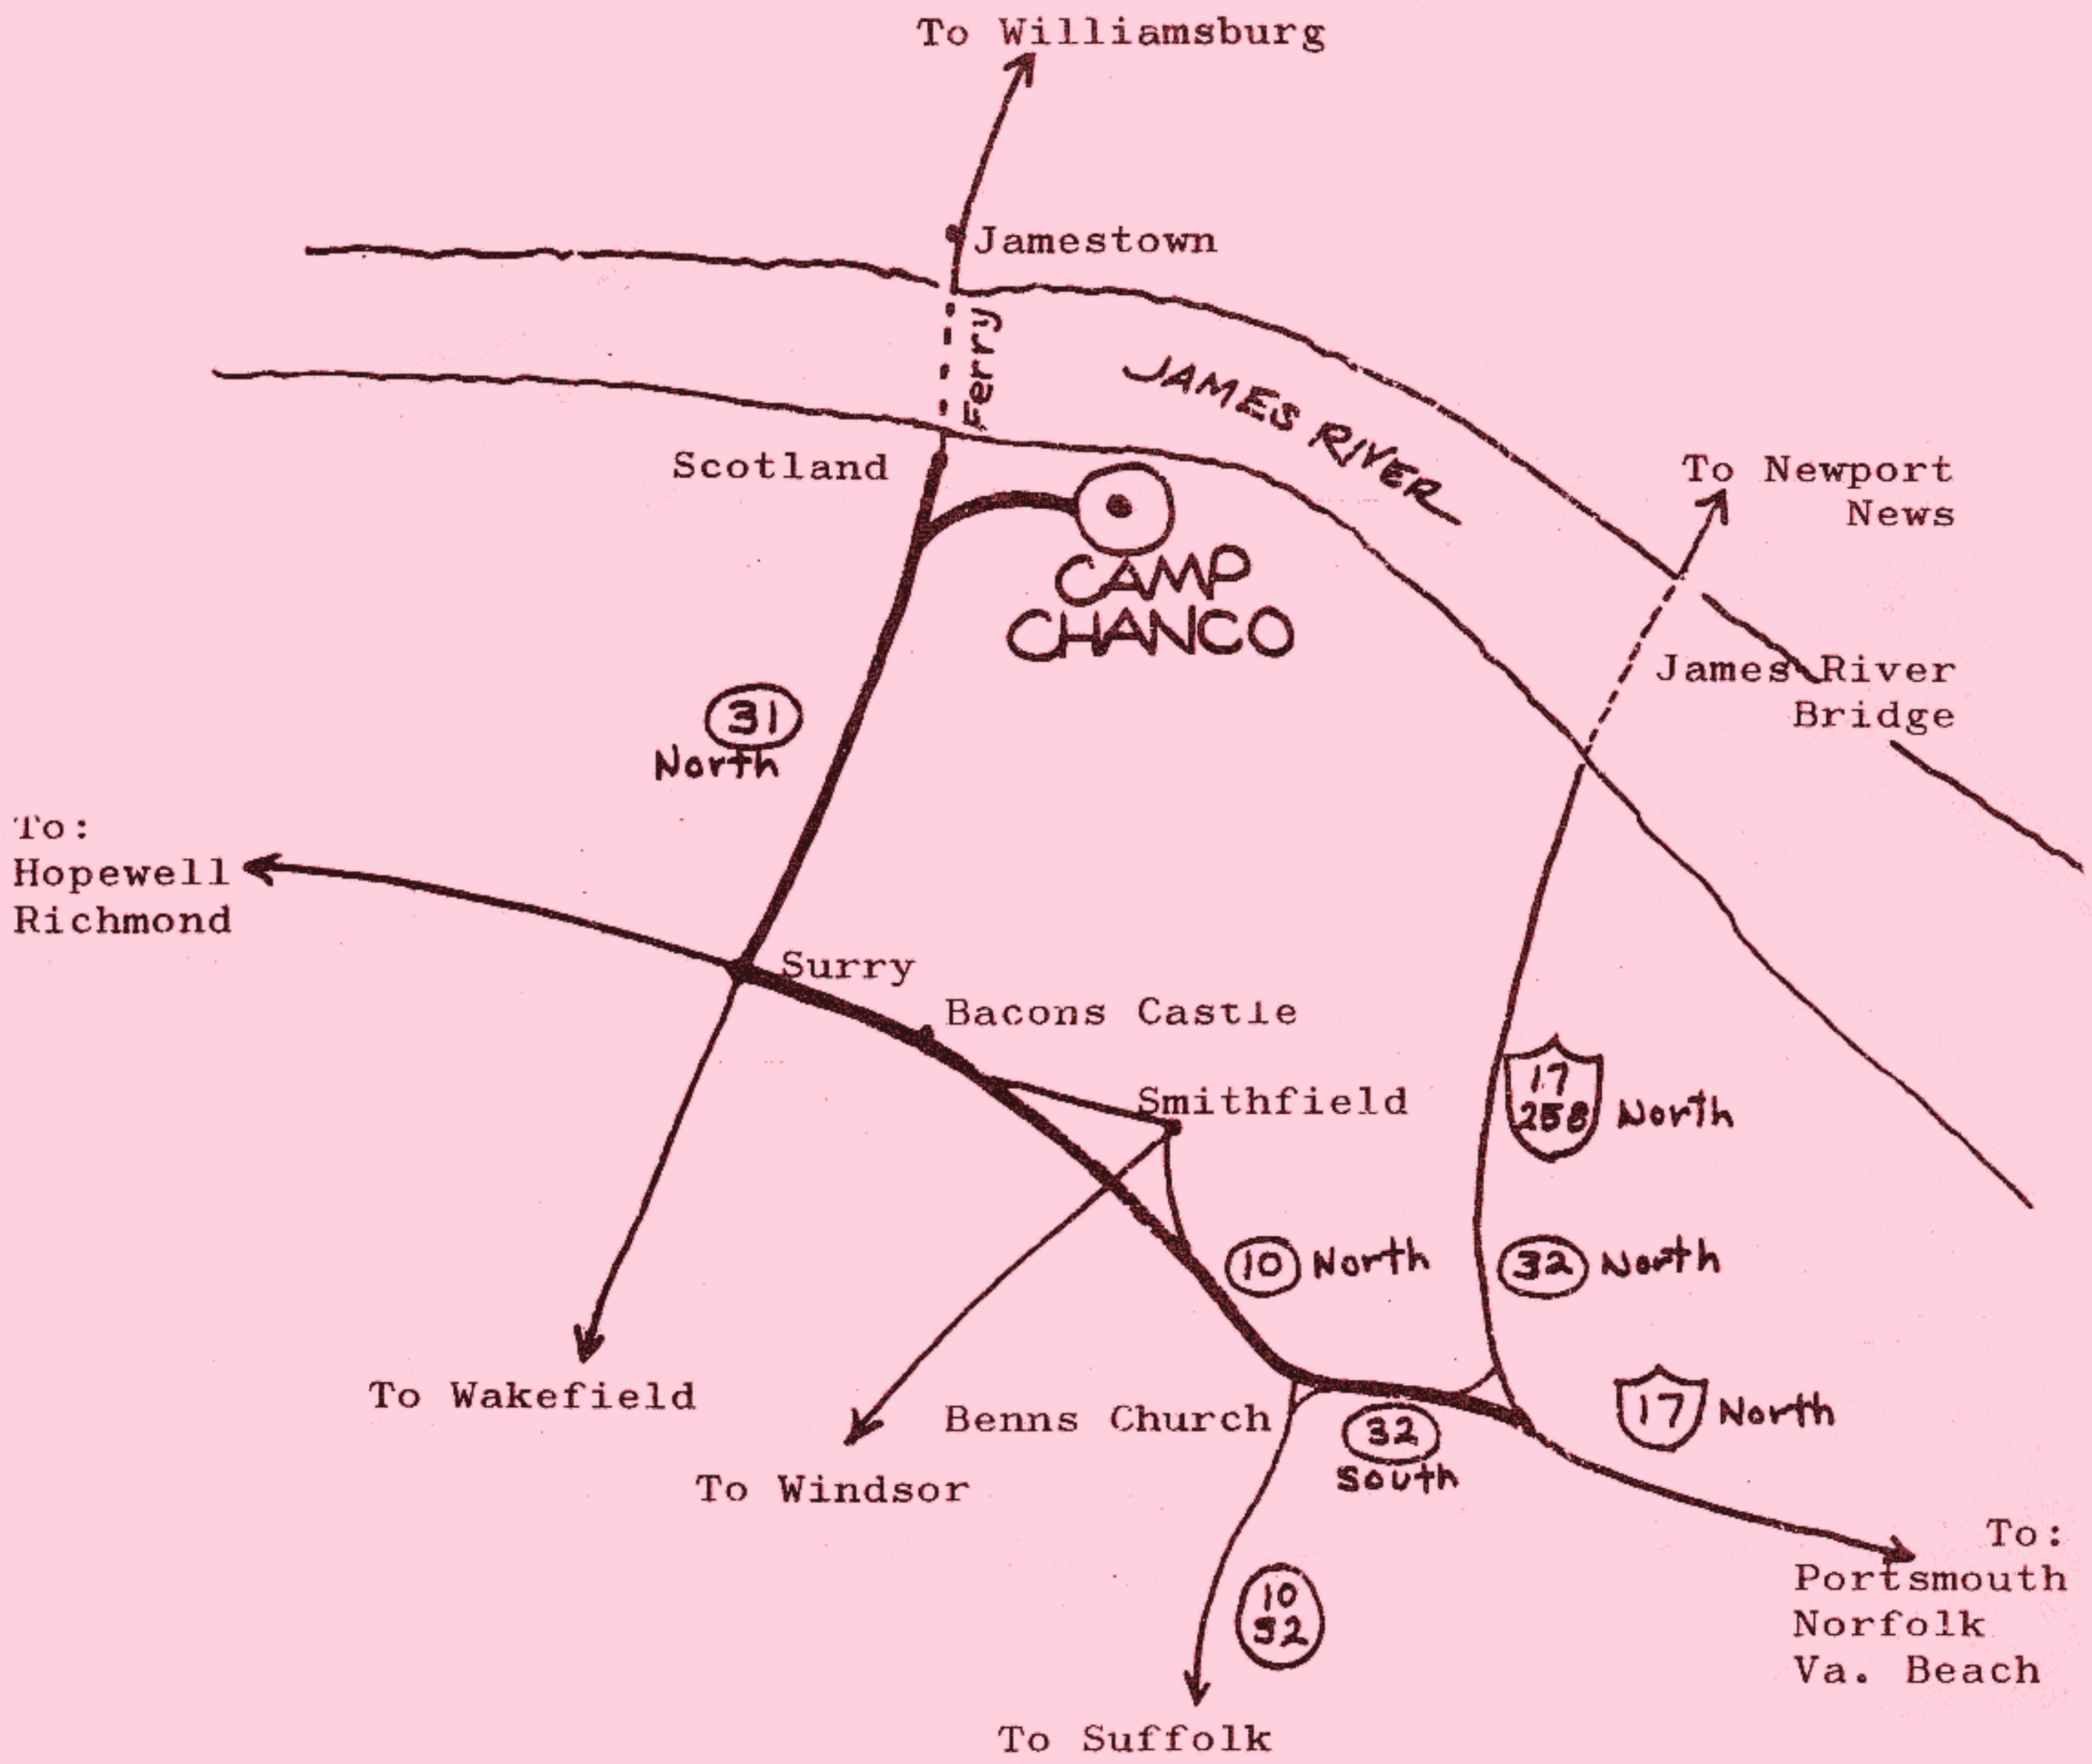 To Williamsburg
Jamestown
Ferry
JAMES RIVER
Scotland
To Newport
News
CAMP
CHANCO
James River
Bridge
31
North
To:
Hopewell
Richmond
Surry
Bacons Castle
Smithfield
17
258 North
10 North
32 North
To Wakefield
Benns Church
32
South
17 North
To Windsor
To:
Portsmouth
Norfolk
Va. Beach
10
32
To Suffolk